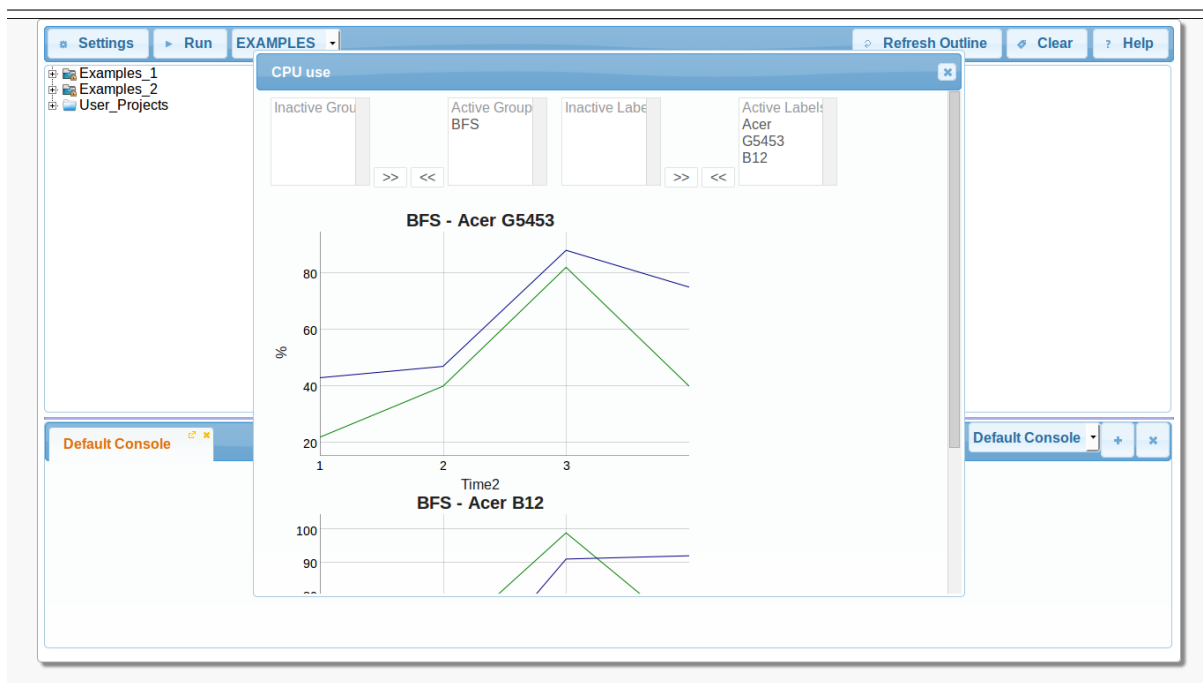 Settings Run EXAMPLES Refresh Outline Clear ? Help
CPU use
Examples_1
Examples_2
User_Projects
Inactive Grou Active Group Inactive Labe Active Labels
BFS Acer
G5453
B12
>> << >> <<
BFS - Acer G5453
80
60
%
40
20
1 2 3
Time2
BFS - Acer B12
100
90
Default Console Default Console